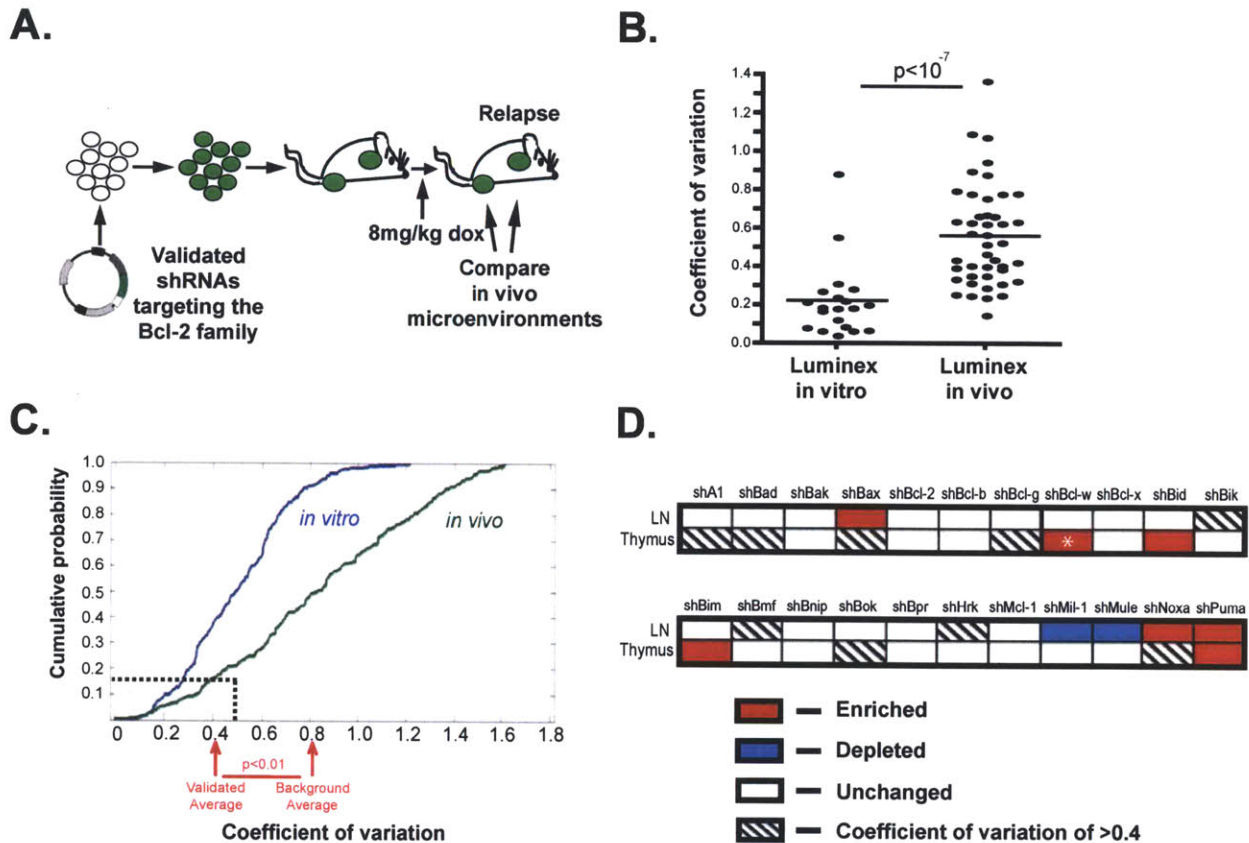 A.
Relapse
8mg/kg dox
Validated
shRNAs
targeting the
Bcl-2 family
Compare
in vivo
microenvironments
B.
p<10^-7
Coefficient of variation
1.4
1.2
1.0
0.8
0.6
0.4
0.2
0.0
Luminex
in vitro
Luminex
in vivo
C.
Cumulative probability
1.0
0.9
0.8
0.7
0.6
0.5
0.4
0.3
0.2
0.1
in vitro
in vivo
0 0.2 0.4 0.6 0.8 1.0 1.2 1.4 1.6 1.8
p<0.01
Validated
Average
Background
Average
Coefficient of variation
D.
shA1 shBad shBak shBax shBcl-2 shBcl-b shBcl-g shBcl-w shBcl-x shBid shBik
LN
Thymus
*
shBim shBmf shBnip shBok shBpr shHrk shMcl-1 shMil-1 shMule shNoxa shPuma
LN
Thymus
Enriched
Depleted
Unchanged
Coefficient of variation of >0.4